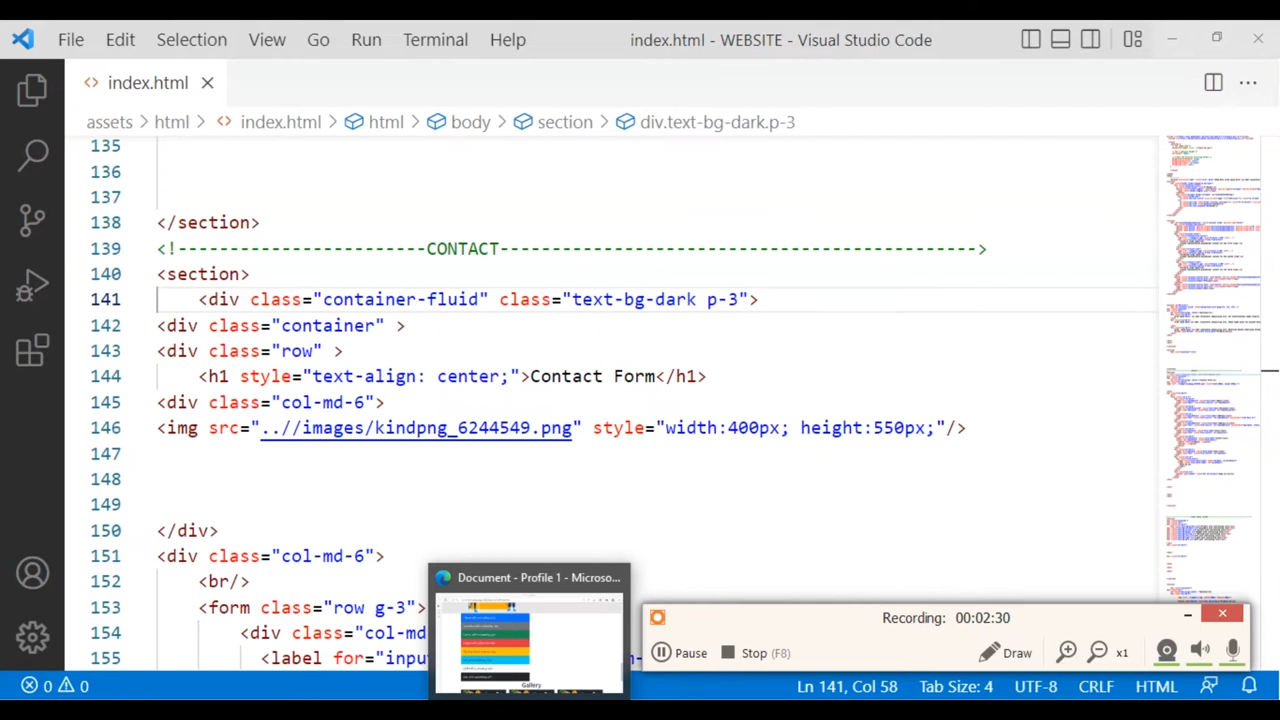 File Edit Selection View Go Run Terminal Help index.html - WEBSITE - Visual Studio Code
index.html
assets > html > index.html > html > body > section > div.text-bg-dark.p-3
135
136
137
138 </section>
139 <!------------------------CONTACT------------------------------------------>
140 <section>
141 <div class="container-fluid" class="text-bg-dark p-3">
142 <div class="container" >
143 <div class="row" >
144 <h1 style="text-align: center;">Contact Form</h1>
145 <div class="col-md-6">
146 <img src="..//images/kindpng_6244549.png" style="width:400px; height:550px;"/>
147
148
149
150 </div>
151 <div class="col-md-6">
152 <br/>
153 <form class="row g-3">
154 <div class="col-md
155 <label for="inpu
Document - Profile 1 - Microso...
Gallery
Recording: 00:02:30
Pause Stop (F8) Draw x1
0 0 Ln 141, Col 58 Tab Size: 4 UTF-8 CRLF HTML